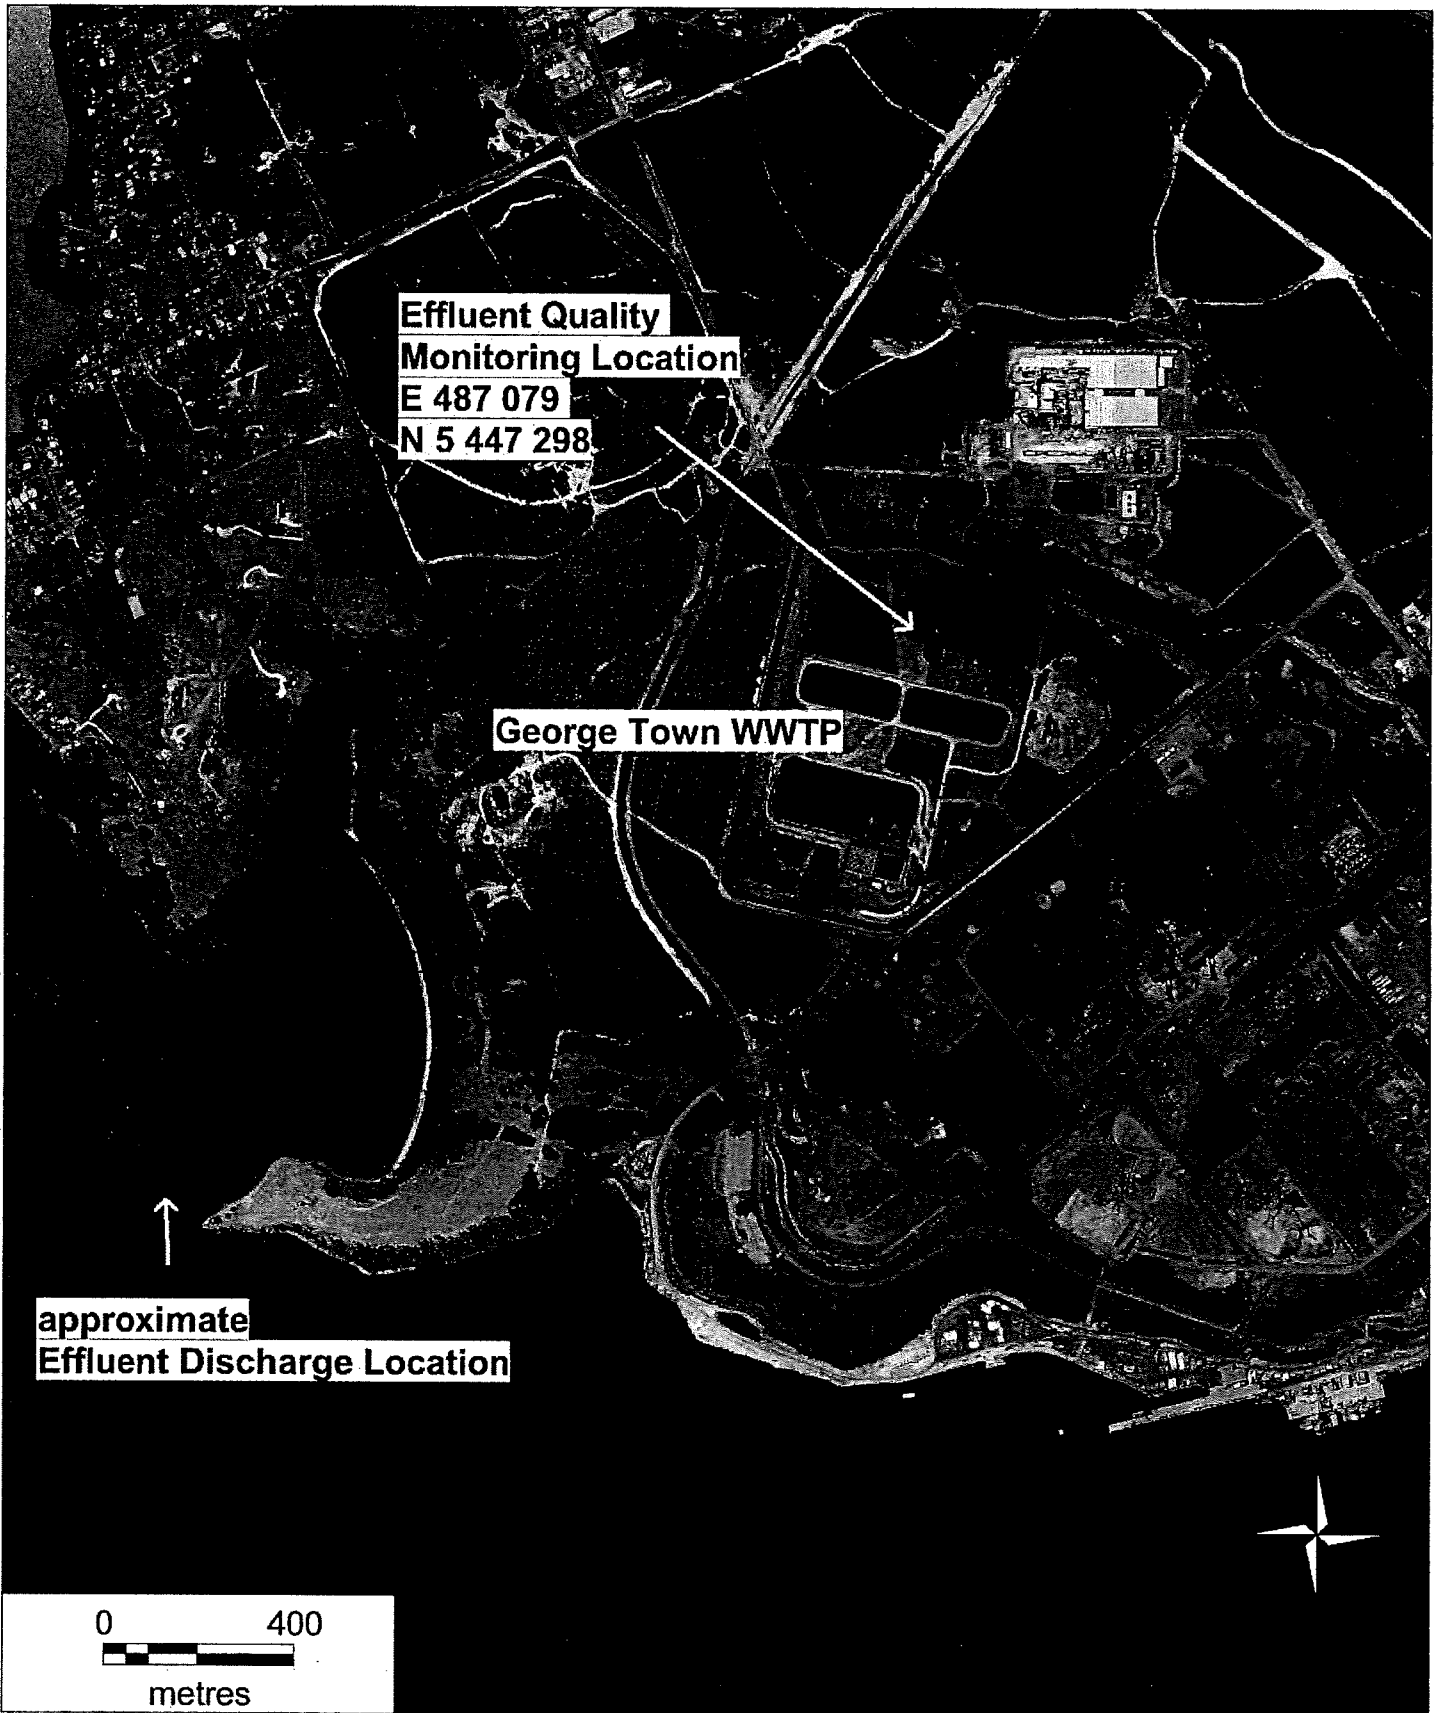 Effluent Quality
Monitoring Location
E 487 079
N 5 447 298
George Town WWTP
approximate
Effluent Discharge Location
0 400
metres